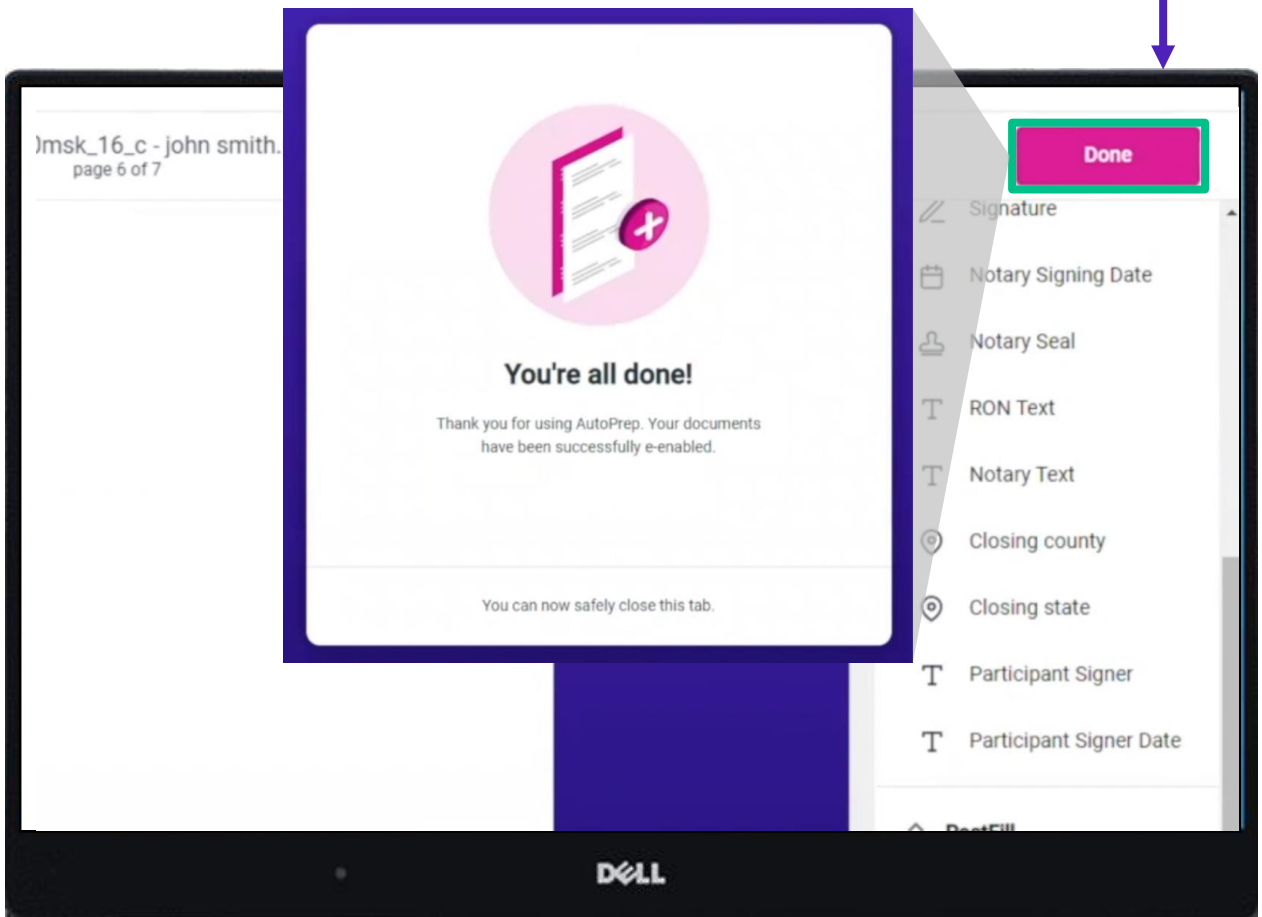 )msk_16_c - john smith.
page 6 of 7
You're all done!
Thank you for using AutoPrep. Your documents
have been successfully e-enabled.
You can now safely close this tab.
Done
Signature
Notary Signing Date
Notary Seal
RON Text
Notary Text
Closing county
Closing state
Participant Signer
Participant Signer Date
PostFill
DELL